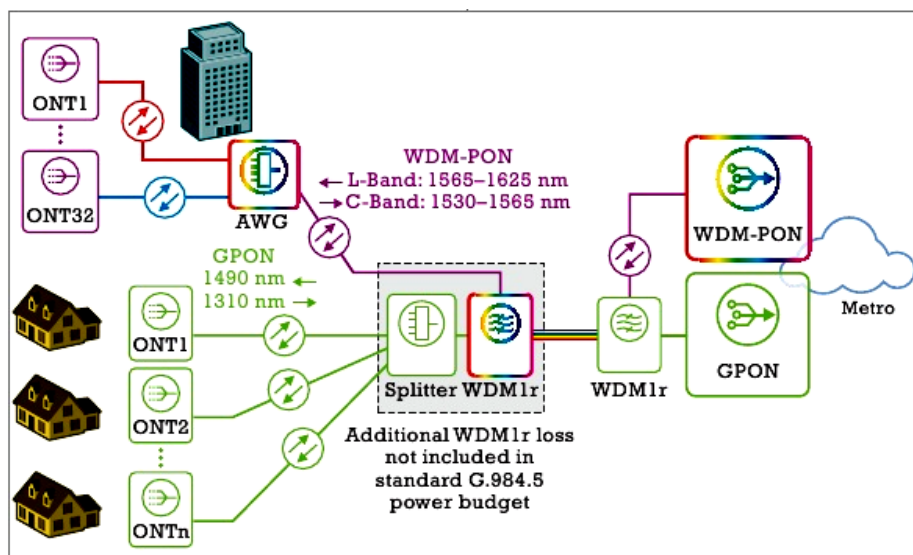 ONT1
ONT32
AWG
WDM-PON
← L-Band: 1565–1625 nm
→ C-Band: 1530–1565 nm
WDM-PON
Metro
GPON
1490 nm ←
1310 nm →
ONT1
ONT2
ONTn
Splitter
WDM1r
WDM1r
GPON
Additional WDM1r loss
not included in
standard G.984.5
power budget